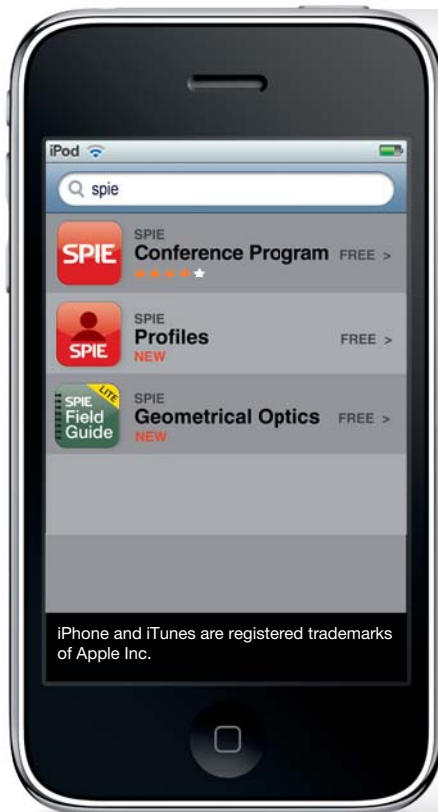 iPod
spie
SPIE
SPIE
Conference Program
FREE >
SPIE
SPIE
Profiles
NEW
FREE >
LITE
SPIE
Field
Guide
SPIE
Geometrical Optics
NEW
FREE >
iPhone and iTunes are registered trademarks
of Apple Inc.